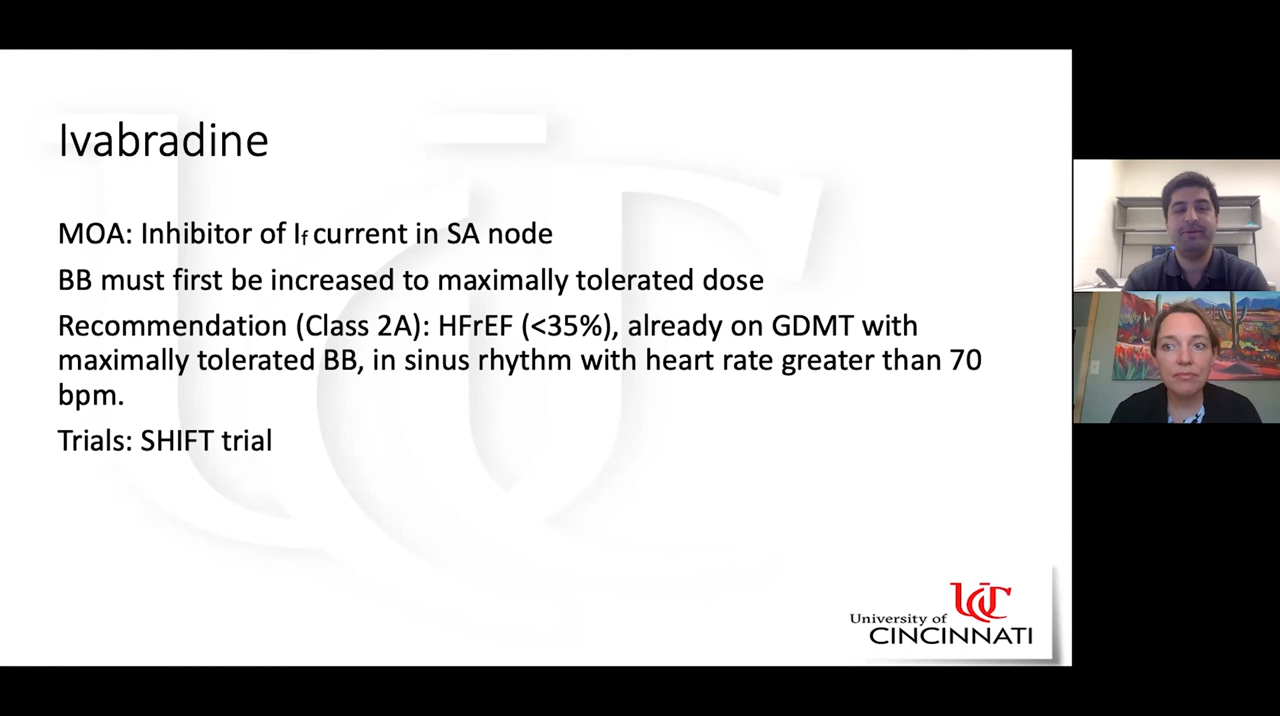 Ivabradine
MOA: Inhibitor of If current in SA node
BB must first be increased to maximally tolerated dose
Recommendation (Class 2A): HFrEF (<35%), already on GDMT with
maximally tolerated BB, in sinus rhythm with heart rate greater than 70
bpm.
Trials: SHIFT trial
UC
University of
CINCINNATI